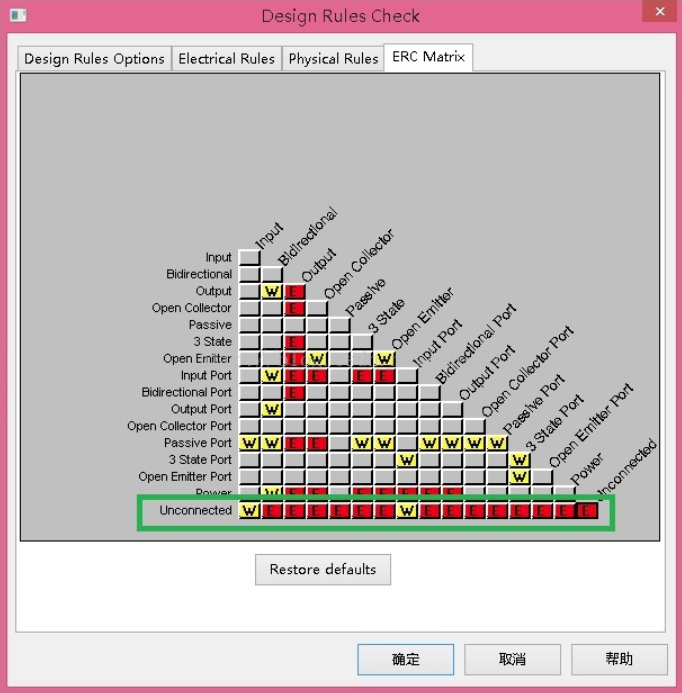 Design Rules Check
Design Rules Options
Electrical Rules
Physical Rules
ERC Matrix
Input
Bidirectional
Output
Open Collector
Passive
3 State
Open Emitter
Input Port
Bidirectional Port
Output Port
Open Collector Port
Passive Port
3 State Port
Open Emitter Port
Power
Unconnected
Input
Bidirectional
Output W E
Open Collector E
Passive
3 State E
Open Emitter E W W
Input Port W E E E E
Bidirectional Port E
Output Port W
Open Collector Port
Passive Port W W E E W W W W W W
3 State Port W W
Open Emitter Port W
Power W E E E E E E E
Unconnected W E E E E E E W E E E E E E E E
Restore defaults
确定
取消
帮助